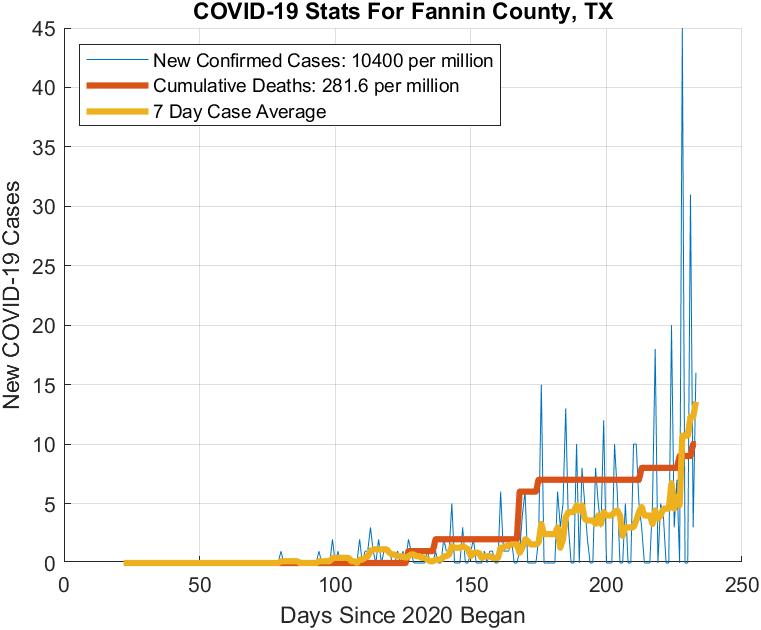 COVID-19 Stats For Fannin County, TX
New Confirmed Cases: 10400 per million
Cumulative Deaths: 281.6 per million
7 Day Case Average
New COVID-19 Cases
45
40
35
30
25
20
15
10
5
0
0 50 100 150 200 250
Days Since 2020 Began